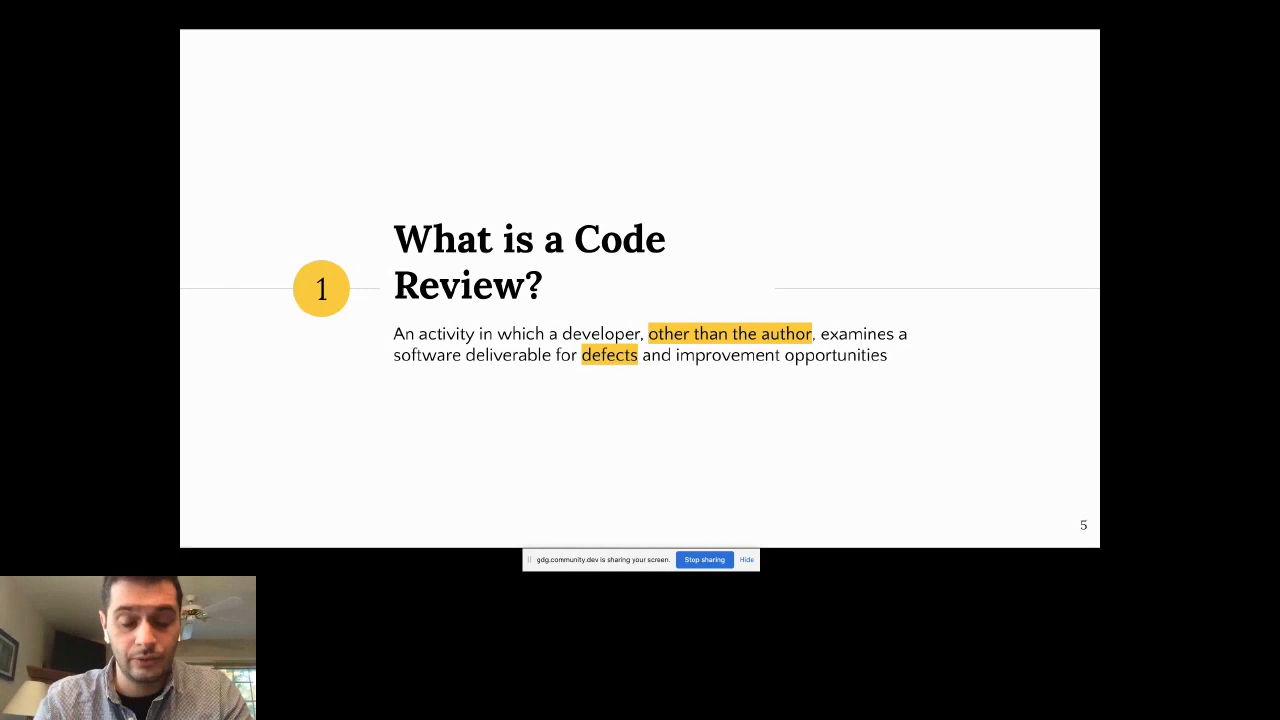 What is a Code
Review?
1
An activity in which a developer, other than the author, examines a
software deliverable for defects and improvement opportunities
5
gdg.community.dev is sharing your screen.
Stop sharing
Hide